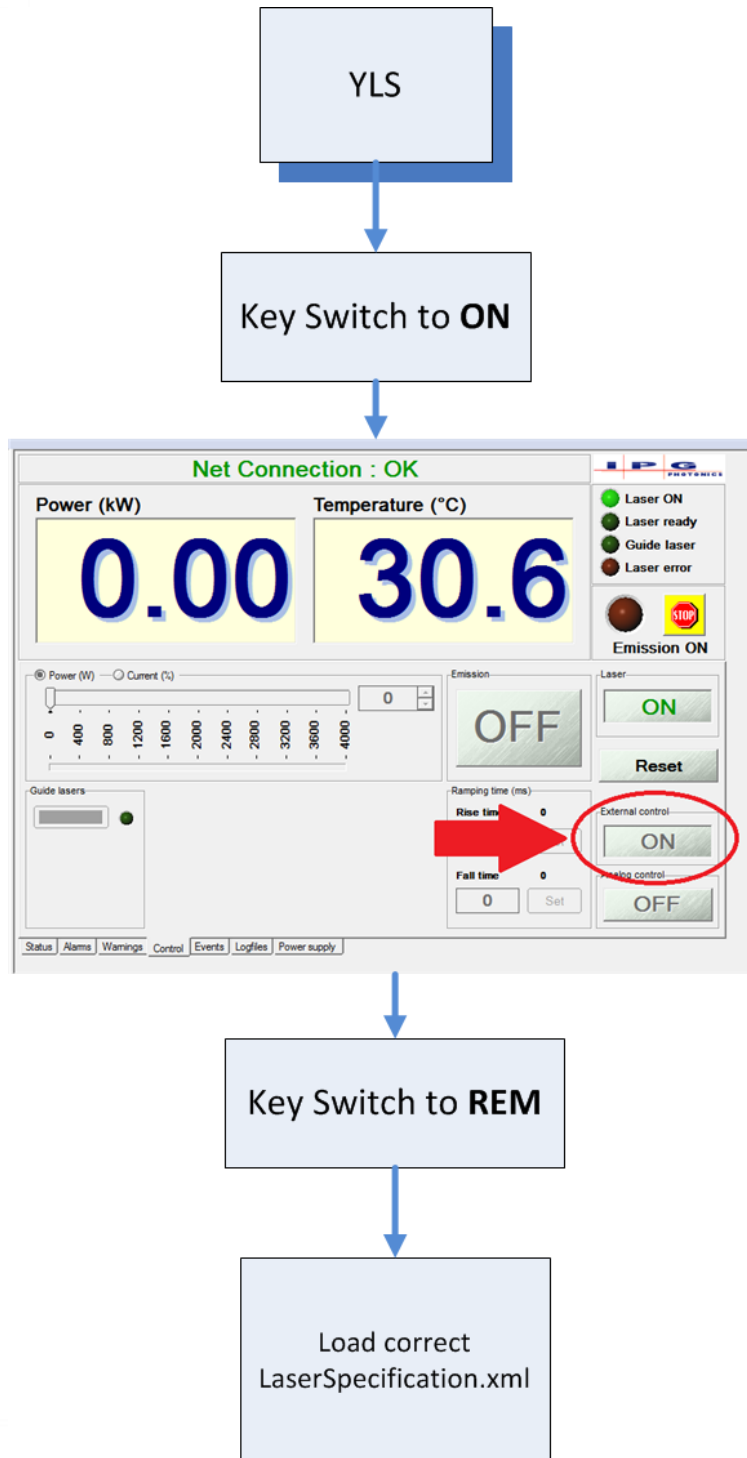 YLS
Key Switch to ON
Net Connection : OK
IPG
PHOTONICS
Power (kW)
Temperature (°C)
0.00
30.6
Laser ON
Laser ready
Guide laser
Laser error
STOP
Emission ON
Power (W)
Current (%)
0
0 400 800 1200 1600 2000 2400 2800 3200 3600 4000
Emission
OFF
Laser
ON
Reset
Guide lasers
Ramping time (ms)
Rise time 0
Fall time 0
0 Set
External control
ON
Analog control
OFF
Status Alarms Warnings Control Events Logfiles Power supply
Key Switch to REM
Load correct
LaserSpecification.xml